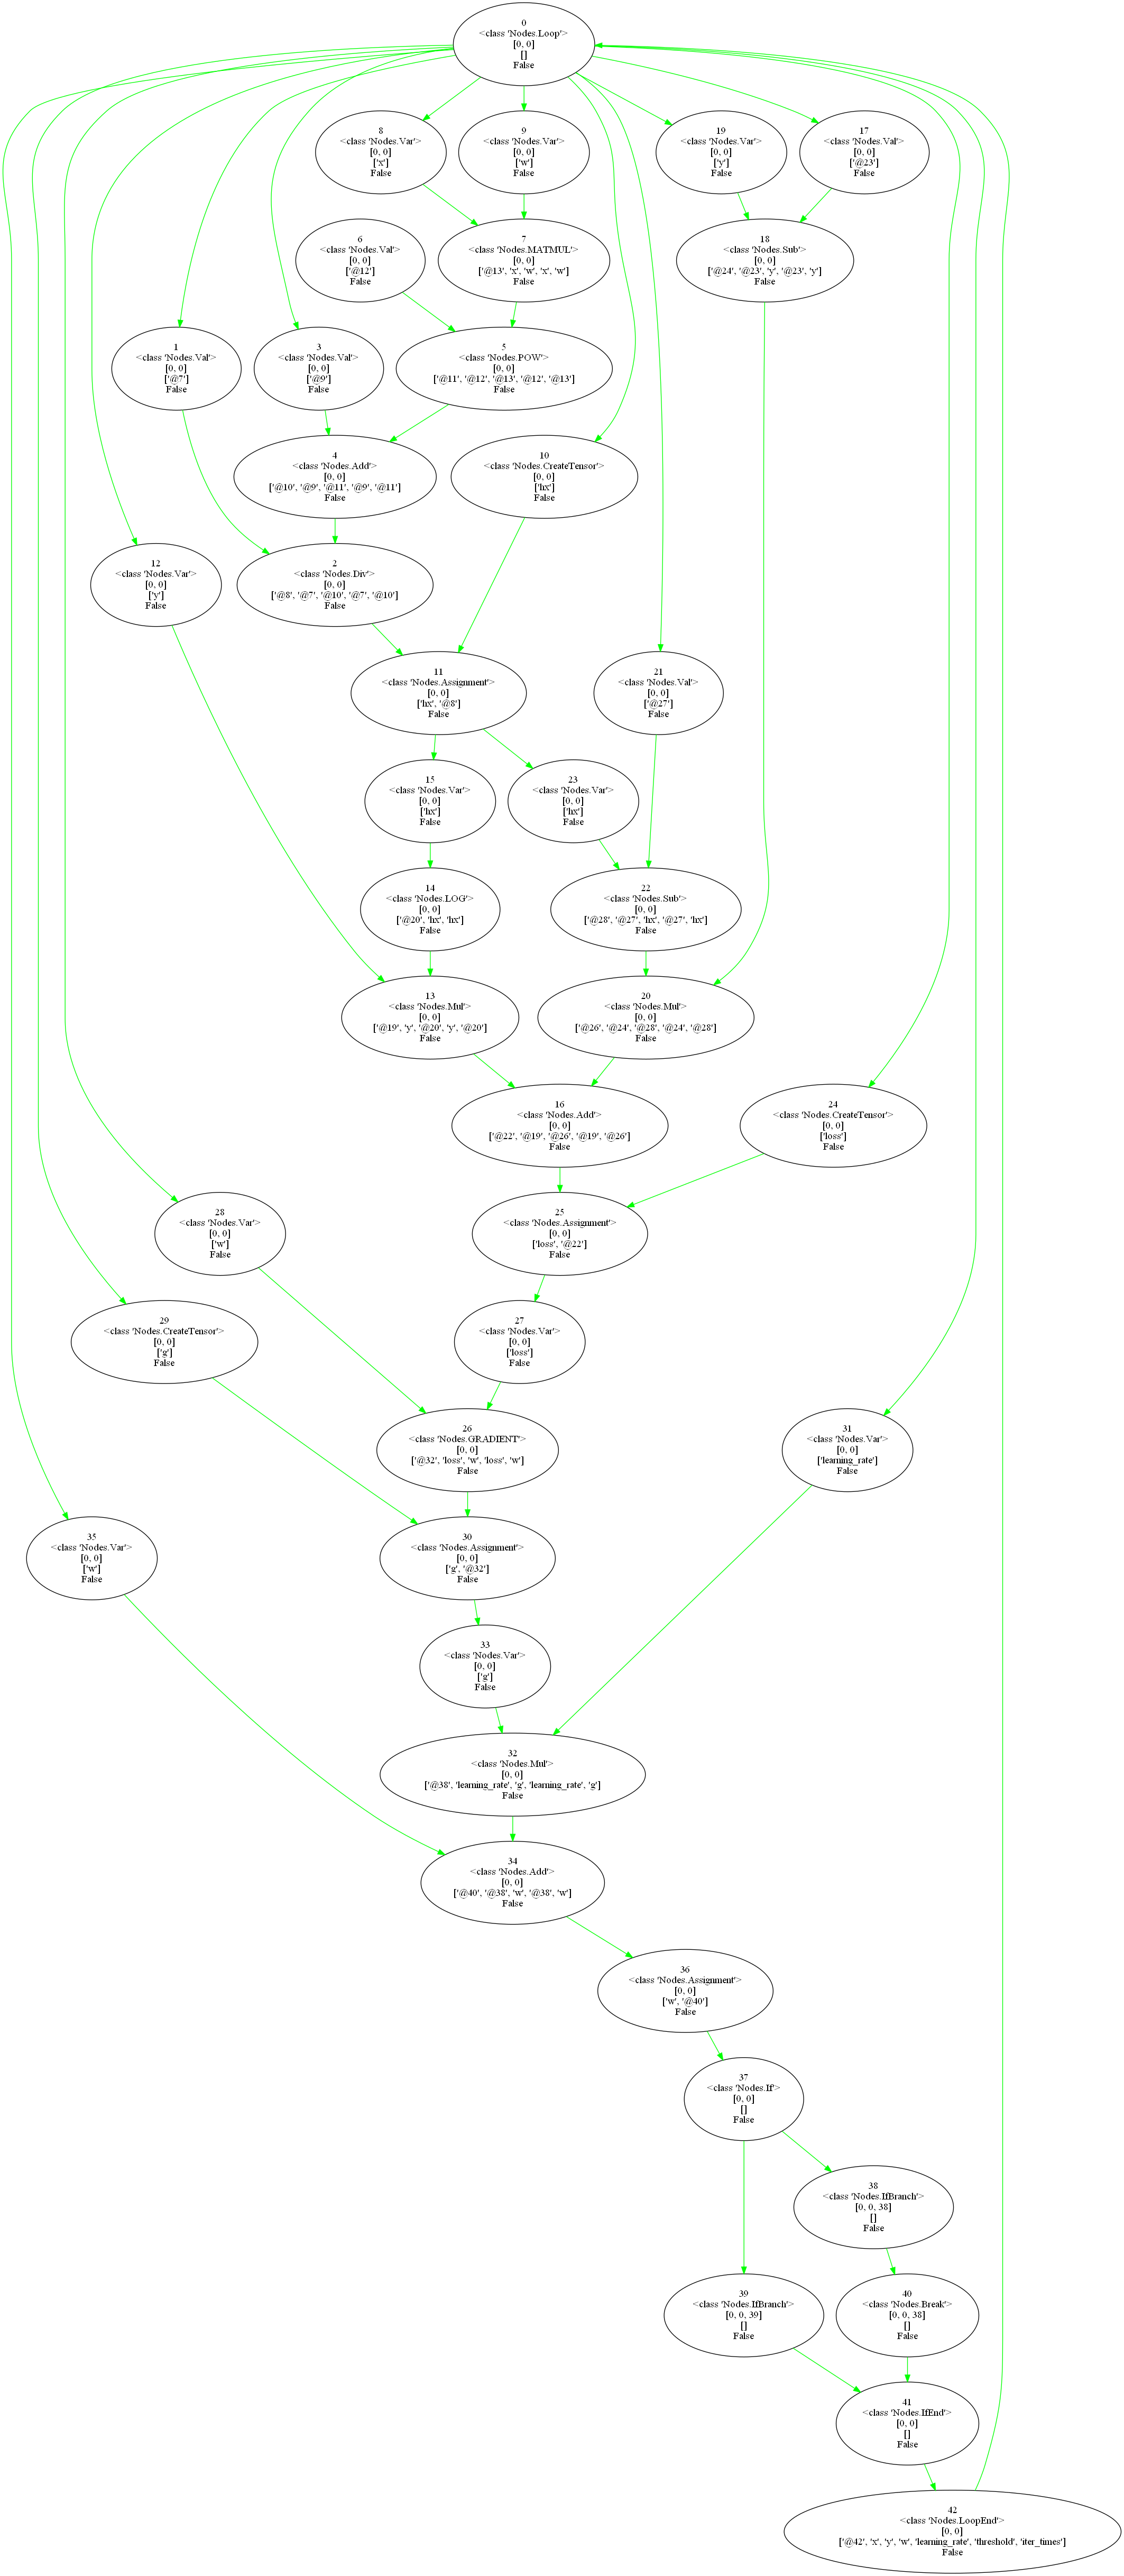 0
<class 'Nodes.Loop'>
[0, 0]
[]
False
8
<class 'Nodes.Var'>
[0, 0]
['x']
False
9
<class 'Nodes.Var'>
[0, 0]
['w']
False
19
<class 'Nodes.Var'>
[0, 0]
['y']
False
17
<class 'Nodes.Val'>
[0, 0]
['@23']
False
6
<class 'Nodes.Val'>
[0, 0]
['@12']
False
7
<class 'Nodes.MATMUL'>
[0, 0]
['@13', 'x', 'w', 'x', 'w']
False
18
<class 'Nodes.Sub'>
[0, 0]
['@24', '@23', 'y', '@23', 'y']
False
1
<class 'Nodes.Val'>
[0, 0]
['@7']
False
3
<class 'Nodes.Val'>
[0, 0]
['@9']
False
5
<class 'Nodes.POW'>
[0, 0]
['@11', '@12', '@13', '@12', '@13']
False
4
<class 'Nodes.Add'>
[0, 0]
['@10', '@9', '@11', '@9', '@11']
False
10
<class 'Nodes.CreateTensor'>
[0, 0]
['hx']
False
12
<class 'Nodes.Var'>
[0, 0]
['y']
False
2
<class 'Nodes.Div'>
[0, 0]
['@8', '@7', '@10', '@7', '@10']
False
11
<class 'Nodes.Assignment'>
[0, 0]
['hx', '@8']
False
21
<class 'Nodes.Val'>
[0, 0]
['@27']
False
15
<class 'Nodes.Var'>
[0, 0]
['hx']
False
23
<class 'Nodes.Var'>
[0, 0]
['hx']
False
14
<class 'Nodes.LOG'>
[0, 0]
['@20', 'hx', 'hx']
False
22
<class 'Nodes.Sub'>
[0, 0]
['@28', '@27', 'hx', '@27', 'hx']
False
13
<class 'Nodes.Mul'>
[0, 0]
['@19', 'y', '@20', 'y', '@20']
False
20
<class 'Nodes.Mul'>
[0, 0]
['@26', '@24', '@28', '@24', '@28']
False
16
<class 'Nodes.Add'>
[0, 0]
['@22', '@19', '@26', '@19', '@26']
False
24
<class 'Nodes.CreateTensor'>
[0, 0]
['loss']
False
28
<class 'Nodes.Var'>
[0, 0]
['w']
False
25
<class 'Nodes.Assignment'>
[0, 0]
['loss', '@22']
False
29
<class 'Nodes.CreateTensor'>
[0, 0]
['g']
False
27
<class 'Nodes.Var'>
[0, 0]
['loss']
False
26
<class 'Nodes.GRADIENT'>
[0, 0]
['@32', 'loss', 'w', 'loss', 'w']
False
31
<class 'Nodes.Var'>
[0, 0]
['learning_rate']
False
35
<class 'Nodes.Var'>
[0, 0]
['w']
False
30
<class 'Nodes.Assignment'>
[0, 0]
['g', '@32']
False
33
<class 'Nodes.Var'>
[0, 0]
['g']
False
32
<class 'Nodes.Mul'>
[0, 0]
['@38', 'learning_rate', 'g', 'learning_rate', 'g']
False
34
<class 'Nodes.Add'>
[0, 0]
['@40', '@38', 'w', '@38', 'w']
False
36
<class 'Nodes.Assignment'>
[0, 0]
['w', '@40']
False
37
<class 'Nodes.If'>
[0, 0]
[]
False
38
<class 'Nodes.IfBranch'>
[0, 0, 38]
[]
False
39
<class 'Nodes.IfBranch'>
[0, 0, 39]
[]
False
40
<class 'Nodes.Break'>
[0, 0, 38]
[]
False
41
<class 'Nodes.IfEnd'>
[0, 0]
[]
False
42
<class 'Nodes.LoopEnd'>
[0, 0]
['@42', 'x', 'y', 'w', 'learning_rate', 'threshold', 'iter_times']
False